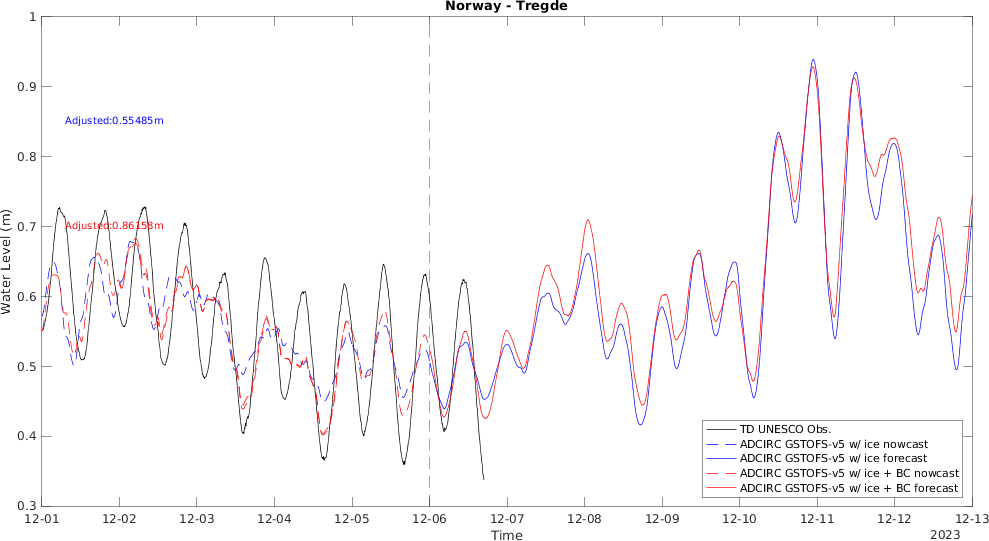 Norway - Tregde
1
0.9
0.8
0.7
0.6
0.5
0.4
0.3
Water Level (m)
Adjusted:0.55485m
Adjusted:0.86158m
TD UNESCO Obs.
ADCIRC GSTOFS-v5 w/ ice nowcast
ADCIRC GSTOFS-v5 w/ ice forecast
ADCIRC GSTOFS-v5 w/ ice + BC nowcast
ADCIRC GSTOFS-v5 w/ ice + BC forecast
12-01 12-02 12-03 12-04 12-05 12-06 12-07 12-08 12-09 12-10 12-11 12-12 12-13
Time
2023